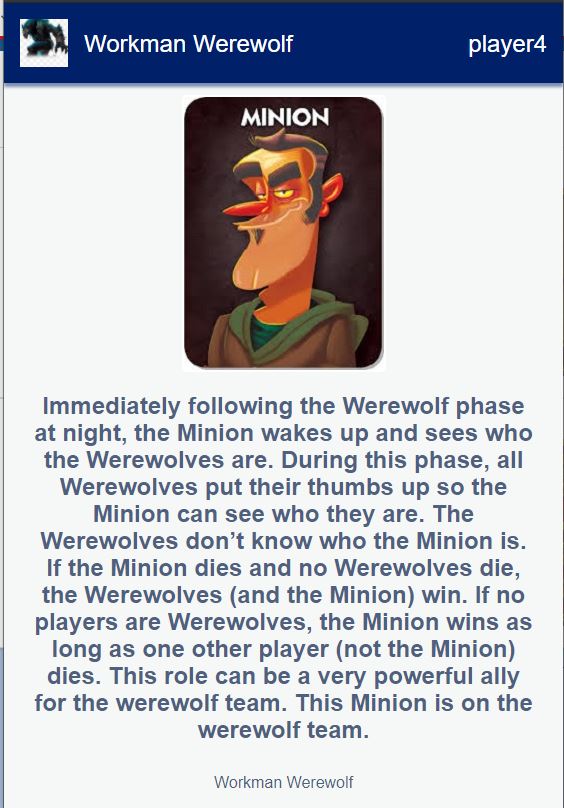 Workman Werewolf
player4
MINION
Immediately following the Werewolf phase
at night, the Minion wakes up and sees who
the Werewolves are. During this phase, all
Werewolves put their thumbs up so the
Minion can see who they are. The
Werewolves don’t know who the Minion is.
If the Minion dies and no Werewolves die,
the Werewolves (and the Minion) win. If no
players are Werewolves, the Minion wins as
long as one other player (not the Minion)
dies. This role can be a very powerful ally
for the werewolf team. This Minion is on the
werewolf team.
Workman Werewolf